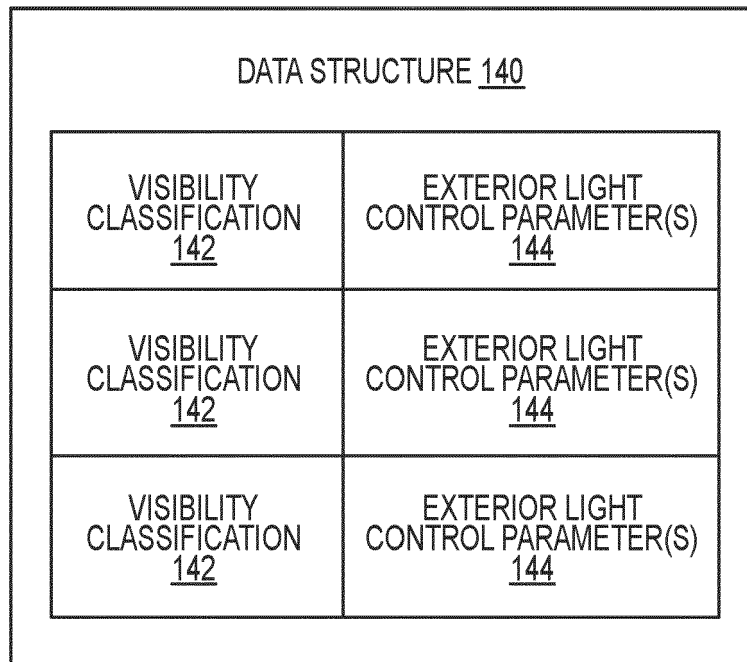 DATA STRUCTURE 140
VISIBILITY
CLASSIFICATION
142
EXTERIOR LIGHT
CONTROL PARAMETER(S)
144
VISIBILITY
CLASSIFICATION
142
EXTERIOR LIGHT
CONTROL PARAMETER(S)
144
VISIBILITY
CLASSIFICATION
142
EXTERIOR LIGHT
CONTROL PARAMETER(S)
144